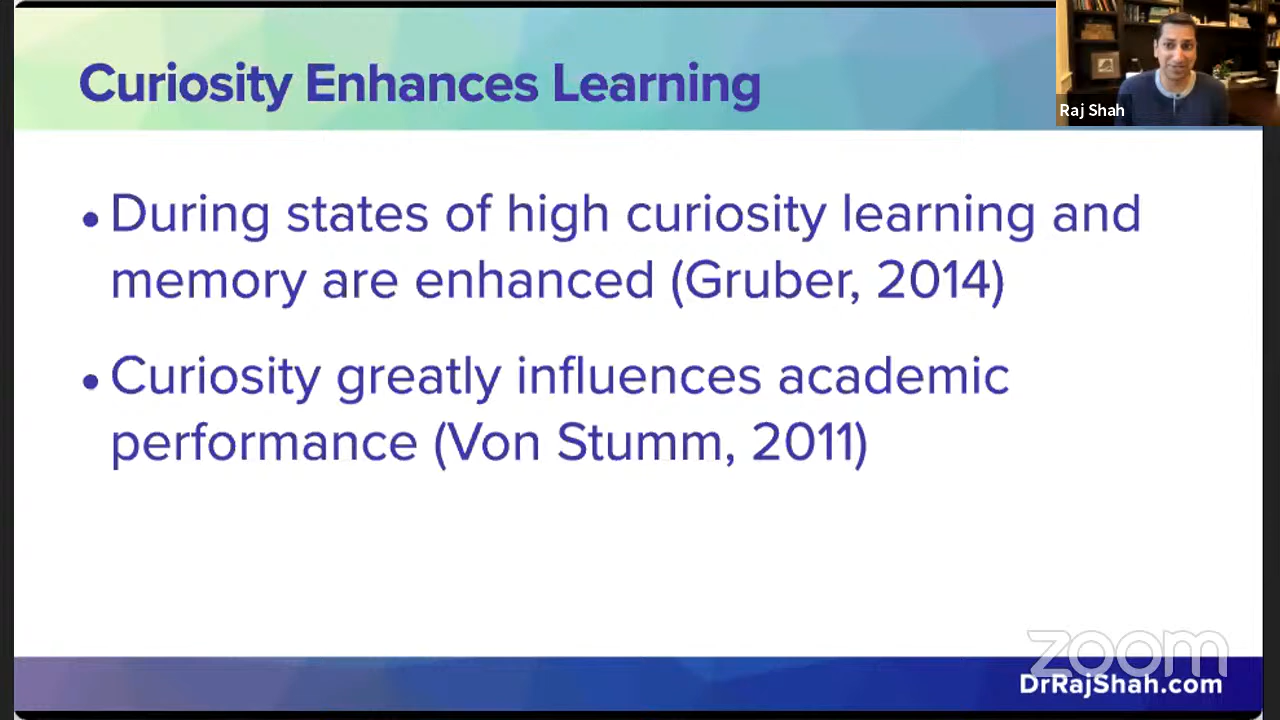 Curiosity Enhances Learning
Raj Shah
• During states of high curiosity learning and
memory are enhanced (Gruber, 2014)
• Curiosity greatly influences academic
performance (Von Stumm, 2011)
zoom
DrRajShah.com